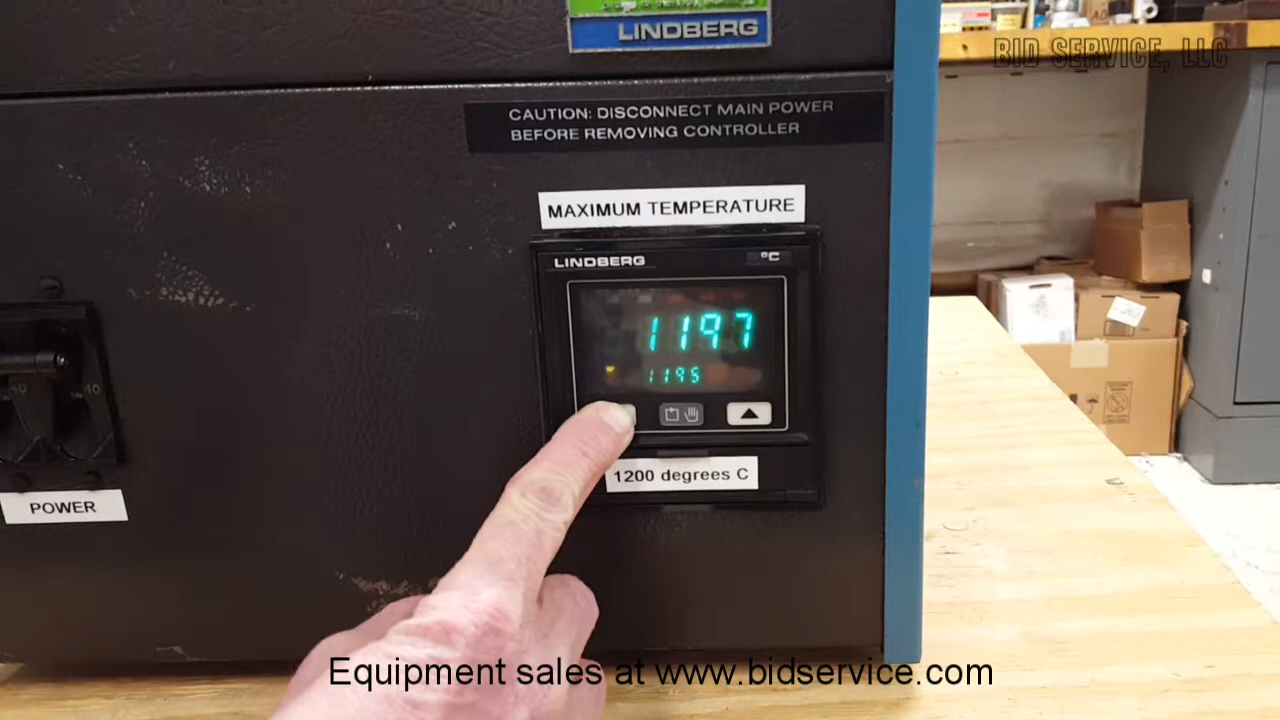 LINDBERG
BID SERVICE, LLC
CAUTION: DISCONNECT MAIN POWER
BEFORE REMOVING CONTROLLER
MAXIMUM TEMPERATURE
LINDBERG °C
1197
1195
1200 degrees C
POWER
Equipment sales at www.bidservice.com